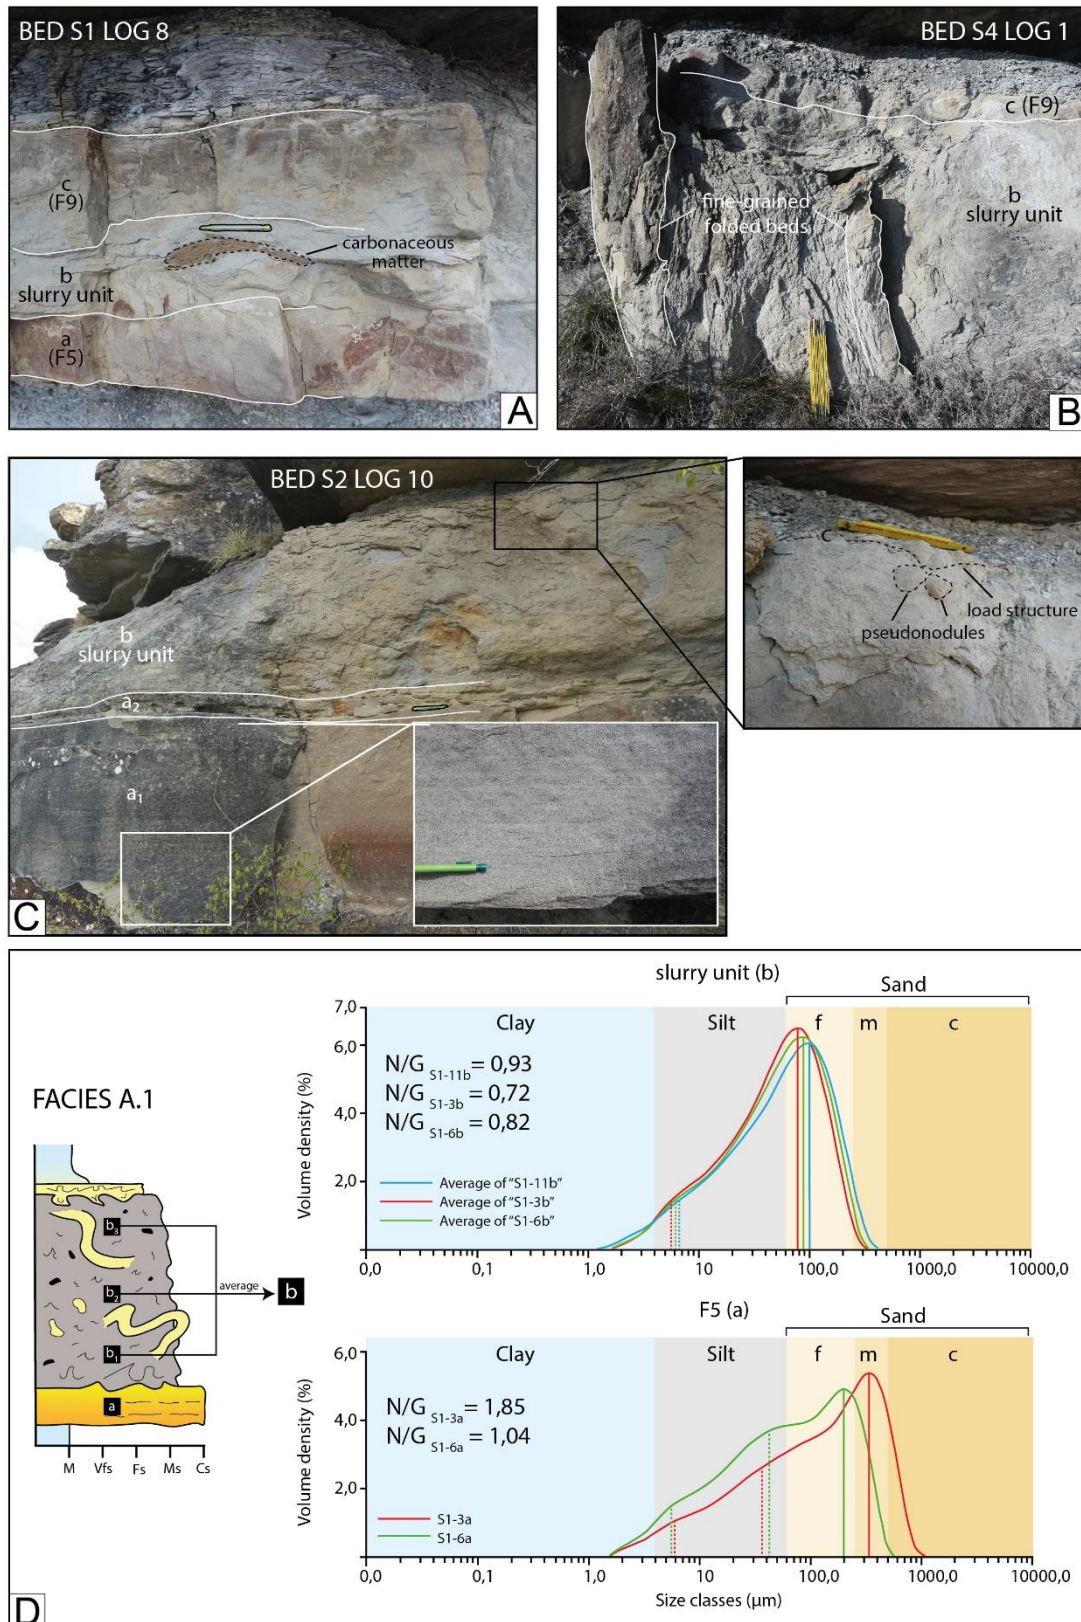 BED S1 LOG 8
c
(F9)
carbonaceous
matter
b
slurry unit
a
(F5)
A
BED S4 LOG 1
c (F9)
fine-grained
folded beds
b
slurry unit
B
BED S2 LOG 10
b
slurry unit
a2
a1
C
c
load structure
pseudonodules
slurry unit (b)
Sand
7,0
Clay
Silt
f
m
c
6,0
N/G S1-11b = 0,93
N/G S1-3b = 0,72
N/G S1-6b = 0,82
4,0
2,0
Volume density (%)
Average of "S1-11b"
Average of "S1-3b"
Average of "S1-6b"
0,0
0,1
1,0
10
100,0
1000,0
10000,0
FACIES A.1
b3
b2
average
b
b1
a
M
Vfs
Fs
Ms
Cs
F5 (a)
Sand
6,0
Clay
Silt
f
m
c
N/G S1-3a = 1,85
N/G S1-6a = 1,04
4,0
2,0
Volume density (%)
S1-3a
S1-6a
0,0
0,1
1,0
10
100,0
1000,0
10000,0
Size classes (µm)
D